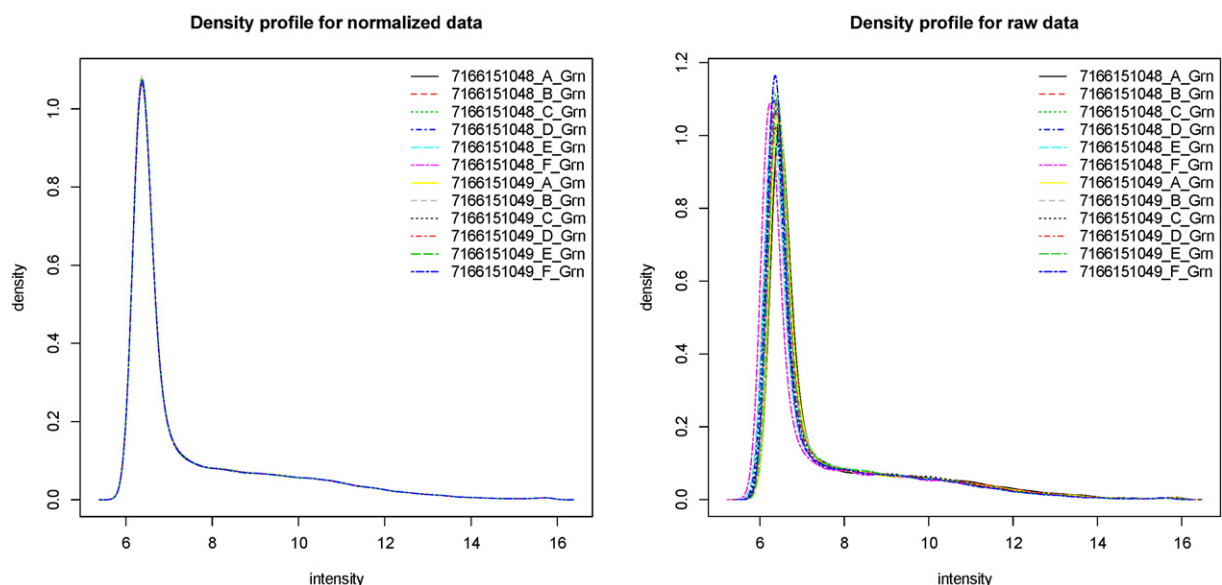 Density profile for normalized data
density
1.0
0.8
0.6
0.4
0.2
0.0
7166151048_A_Grn
7166151048_B_Grn
7166151048_C_Grn
7166151048_D_Grn
7166151048_E_Grn
7166151048_F_Grn
7166151049_A_Grn
7166151049_B_Grn
7166151049_C_Grn
7166151049_D_Grn
7166151049_E_Grn
7166151049_F_Grn
6 8 10 12 14 16
intensity
Density profile for raw data
density
1.2
1.0
0.8
0.6
0.4
0.2
0.0
7166151048_A_Grn
7166151048_B_Grn
7166151048_C_Grn
7166151048_D_Grn
7166151048_E_Grn
7166151048_F_Grn
7166151049_A_Grn
7166151049_B_Grn
7166151049_C_Grn
7166151049_D_Grn
7166151049_E_Grn
7166151049_F_Grn
6 8 10 12 14 16
intensity